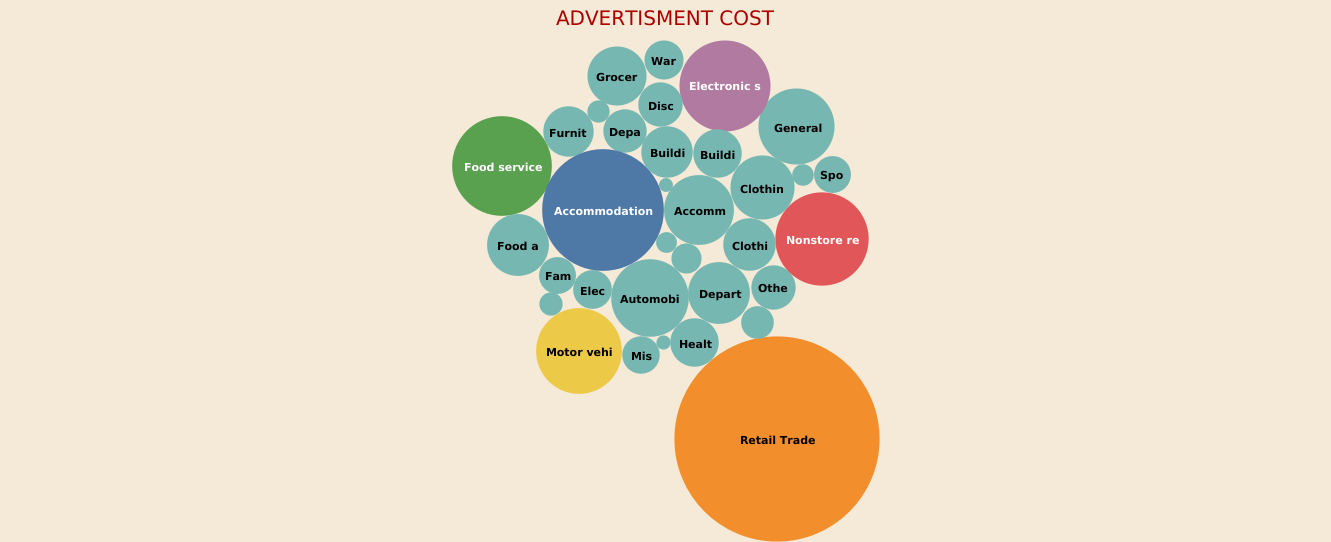 ADVERTISMENT COST
War
Grocer
Electronic s
Disc
General
Furnit
Depa
Buildi
Buildi
Food service
Spo
Clothin
Accommodation
Accomm
Nonstore re
Food a
Clothi
Fam
Elec
Othe
Depart
Automobi
Healt
Motor vehi
Mis
Retail Trade